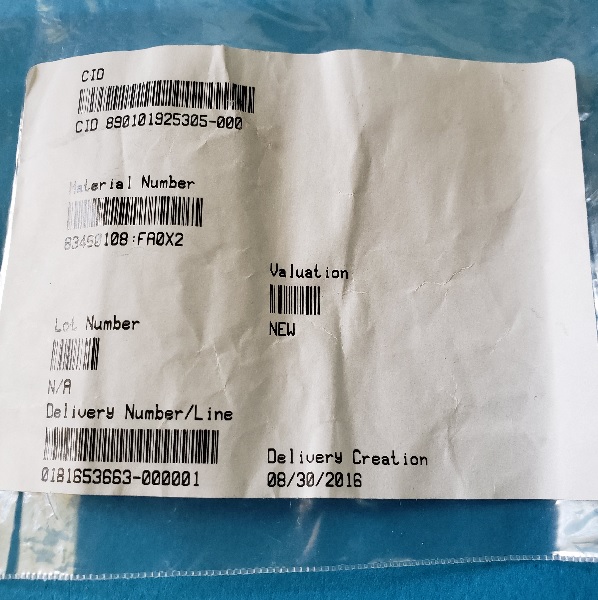 CID
CID 890101925305-000
Material Number
83450108:FA0X2
Valuation
NEW
Lot Number
N/A
Delivery Number/Line
0181653663-000001
Delivery Creation
08/30/2016